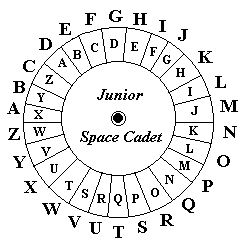 A B C D E F G H I J K L M N O P Q R S T U V W X Y Z
X Y Z A B C D E F G H I J K L M N O P Q R S T U V W
Junior
Space Cadet